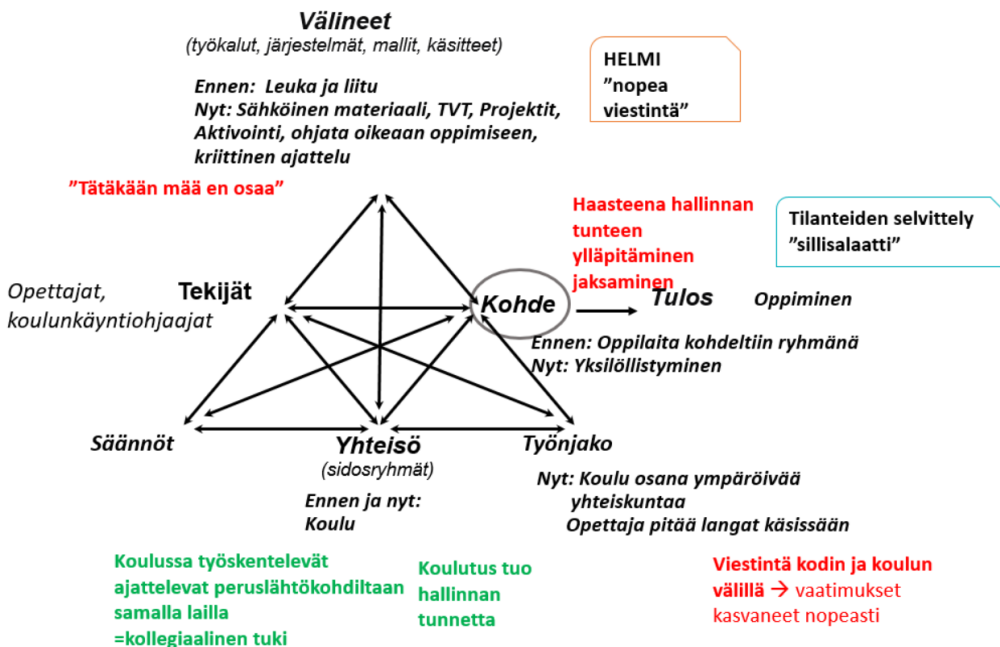 Välineet
(työkalut, järjestelmät, mallit, käsitteet)
Ennen:  Leuka ja liitu
Nyt: Sähköinen materiaali, TVT, Projektit,
Aktivointi, ohjata oikeaan oppimiseen,
kriittinen ajattelu
HELMI
”nopea
viestintä”
”Tätäkään mää en osaa”
Haasteena hallinnan
tunteen
ylläpitäminen
jaksaminen
Tilanteiden selvittely
”sillisalaatti”
Opettajat,
koulunkäyntiohjaajat
Tekijät
Kohde
Tulos
Oppiminen
Ennen: Oppilaita kohdeltiin ryhmänä
Nyt: Yksilöllistyminen
Säännöt
Yhteisö
(sidosryhmät)
Ennen ja nyt:
Koulu
Työnjako
Nyt: Koulu osana ympäröivää
yhteiskuntaa
Opettaja pitää langat käsissään
Koulussa työskentelevät
ajattelevat peruslähtökohdiltaan
samalla lailla
=kollegiaalinen tuki
Koulutus tuo
hallinnan
tunnetta
Viestintä kodin ja koulun
välillä → vaatimukset
kasvaneet nopeasti